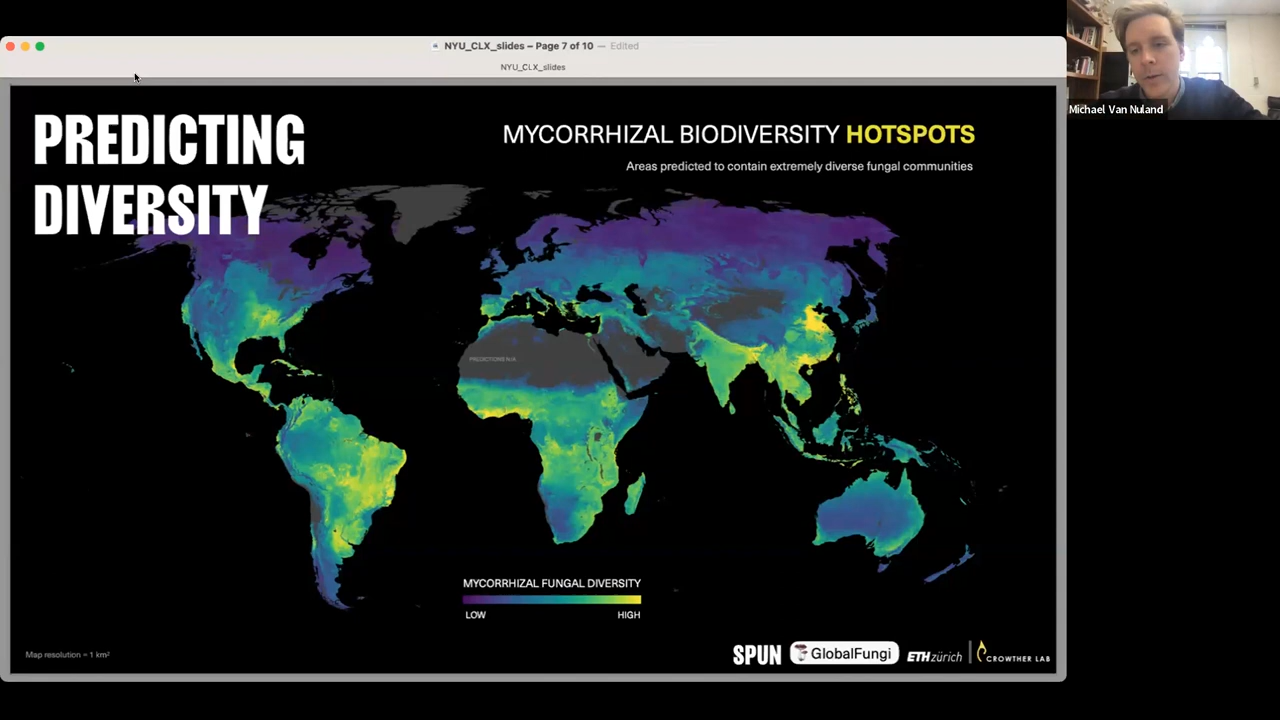 NYU_CLX_slides – Page 7 of 10 — Edited
NYU_CLX_slides
Michael Van Nuland
PREDICTING
DIVERSITY
MYCORRHIZAL BIODIVERSITY HOTSPOTS
Areas predicted to contain extremely diverse fungal communities
PREDICTIONS N/A
MYCORRHIZAL FUNGAL DIVERSITY
LOW HIGH
Map resolution = 1 km²
SPUN GlobalFungi ETH zürich CROWTHER LAB